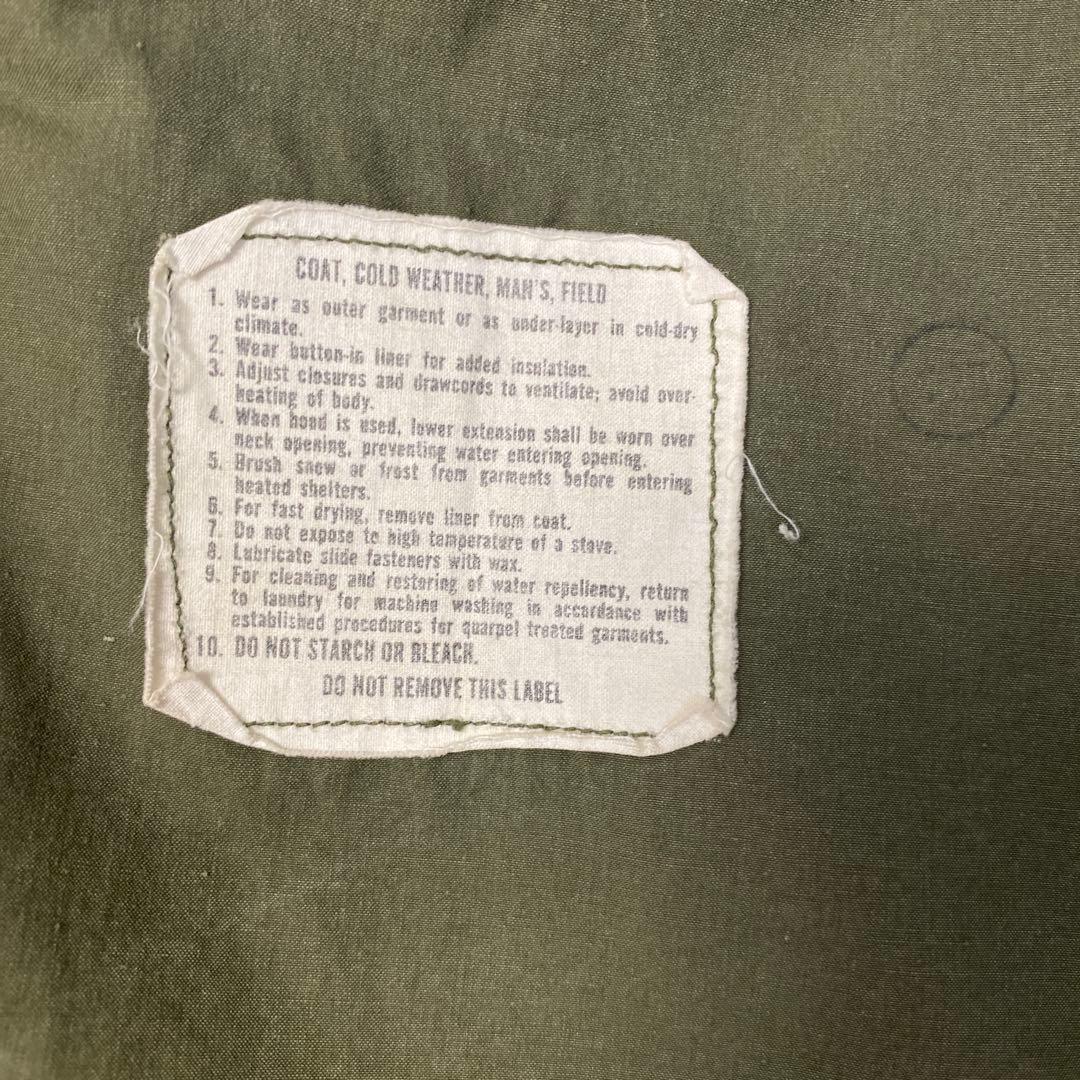 COAT, COLD WEATHER, MAN'S, FIELD
1. Wear as outer garment or as under-layer in cold-dry
climate.
2. Wear button-in liner for added insulation.
3. Adjust closures and drawcords to ventilate; avoid over-
heating of body.
4. When hood is used, lower extension shall be worn over
neck opening, preventing water entering opening.
5. Brush snow or frost from garments before entering
heated shelters.
6. For fast drying, remove liner from coat.
7. Do not expose to high temperature of a stove.
8. Lubricate slide fasteners with wax.
9. For cleaning and restoring of water repellency, return
to laundry for machine washing in accordance with
established procedures for quarpel treated garments.
10. DO NOT STARCH OR BLEACH.
DO NOT REMOVE THIS LABEL